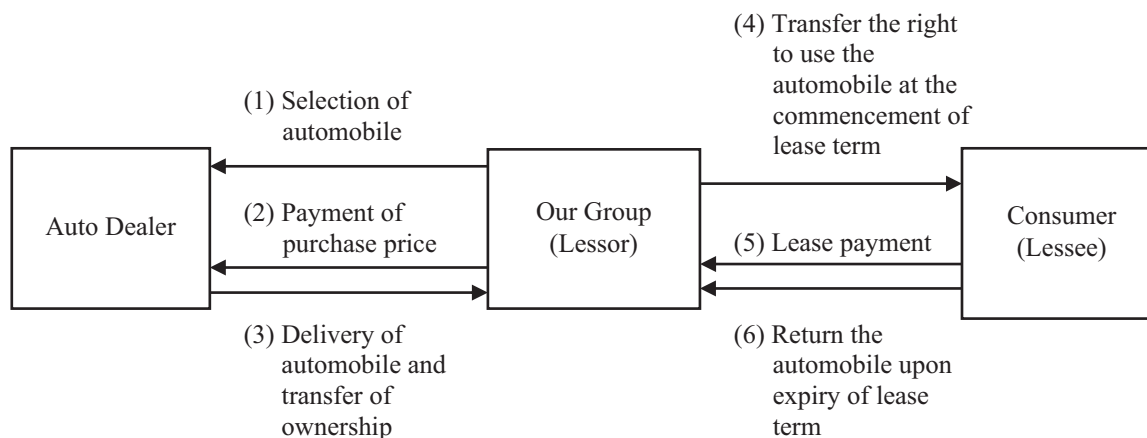 (4) Transfer the right
to use the
automobile at the
commencement of
lease term
(1) Selection of
automobile
Auto Dealer
(2) Payment of
purchase price
Our Group
(Lessor)
(5) Lease payment
Consumer
(Lessee)
(3) Delivery of
automobile and
transfer of
ownership
(6) Return the
automobile upon
expiry of lease
term